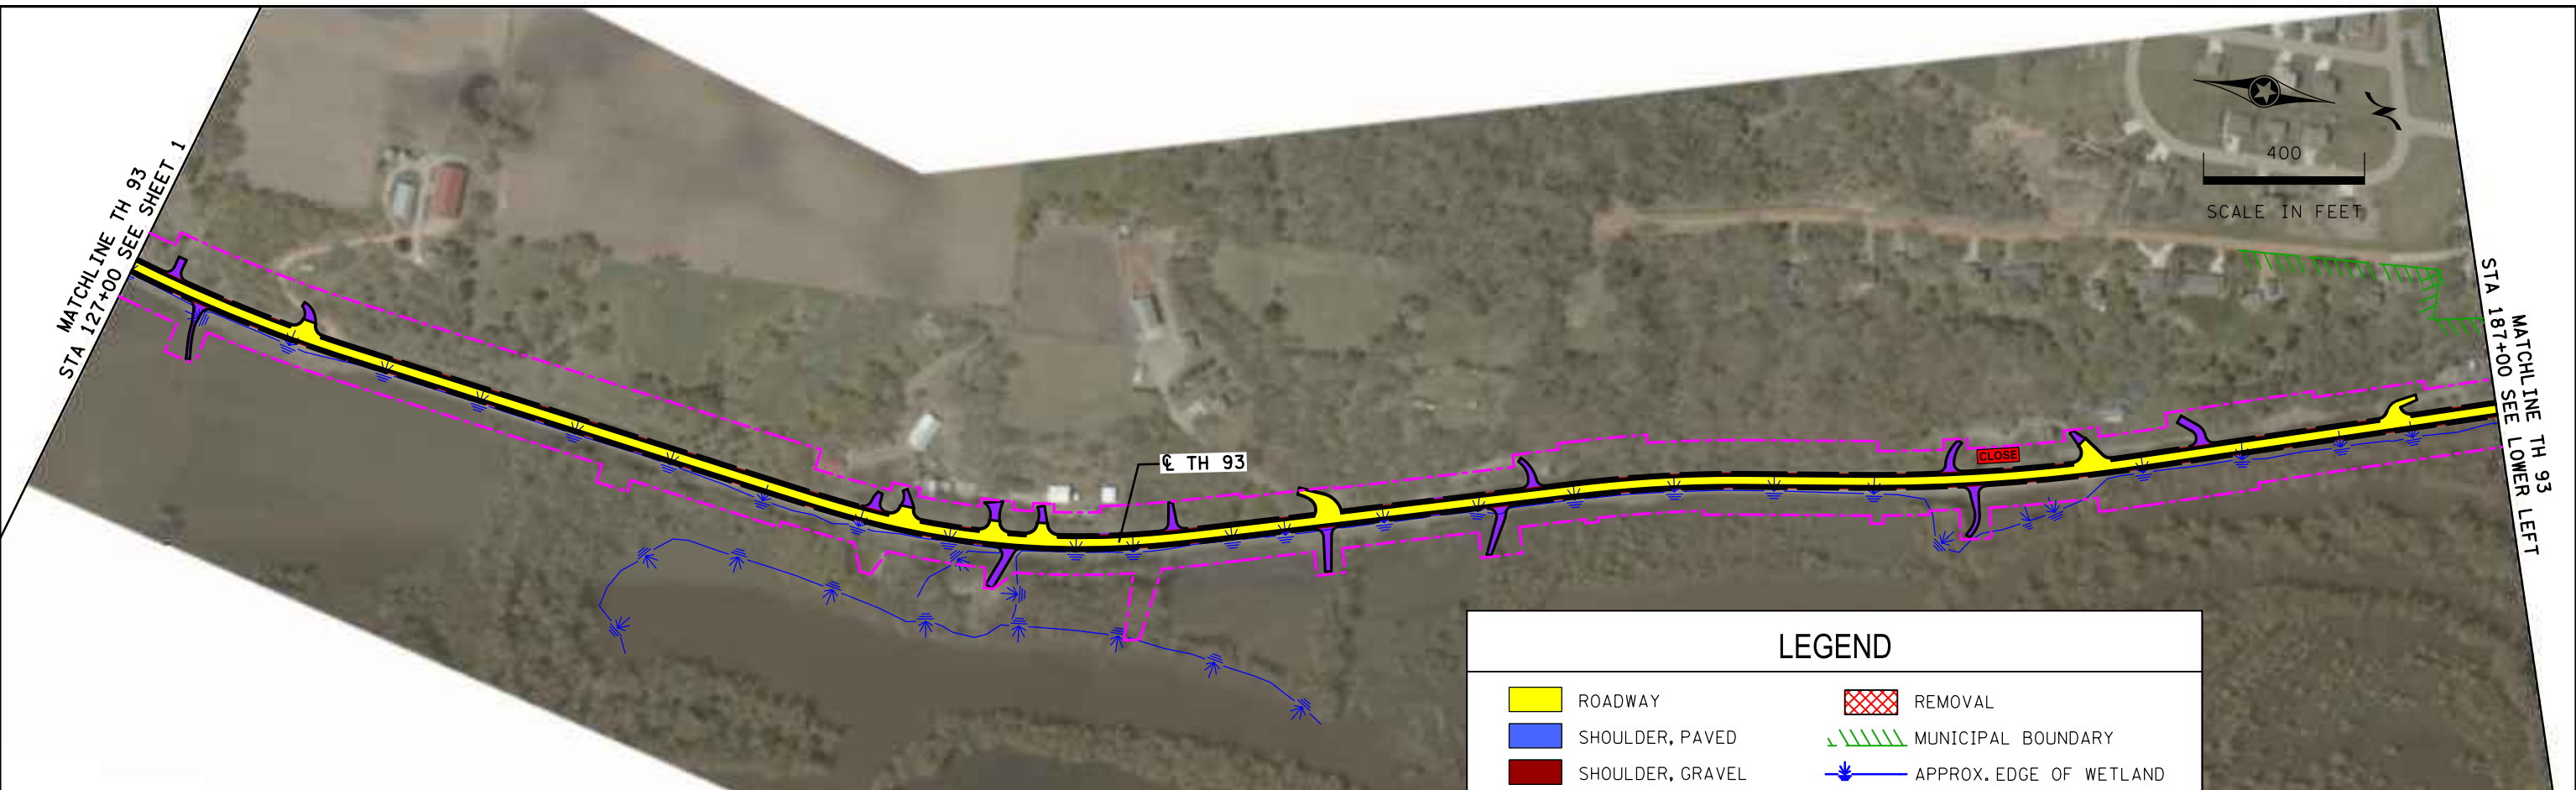 MATCHLINE TH 93
STA 127+00 SEE SHEET 1
400
SCALE IN FEET
℄ TH 93
CLOSE
MATCHLINE TH 93
STA 187+00 SEE LOWER LEFT
LEGEND
ROADWAY
SHOULDER, PAVED
SHOULDER, GRAVEL
REMOVAL
MUNICIPAL BOUNDARY
APPROX. EDGE OF WETLAND